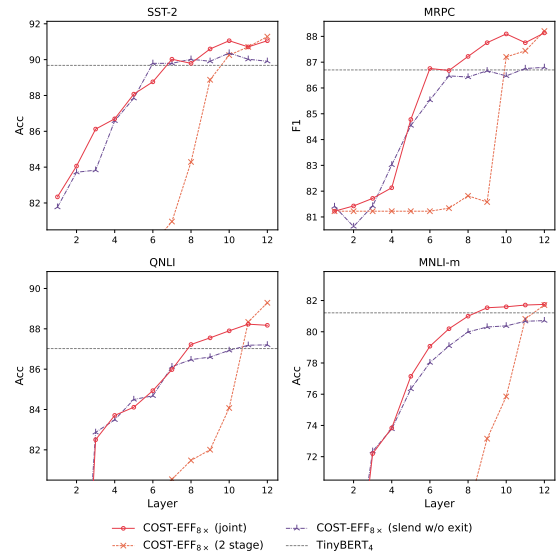 SST-2
MRPC
92
90
88
86
84
82
Acc
2 4 6 8 10 12
88
87
86
85
84
83
82
81
F1
2 4 6 8 10 12
QNLI
MNLI-m
90
88
86
84
82
Acc
2 4 6 8 10 12
Layer
82
80
78
76
74
72
Acc
2 4 6 8 10 12
Layer
COST-EFF8× (joint)
COST-EFF8× (2 stage)
COST-EFF8× (slend w/o exit)
TinyBERT4